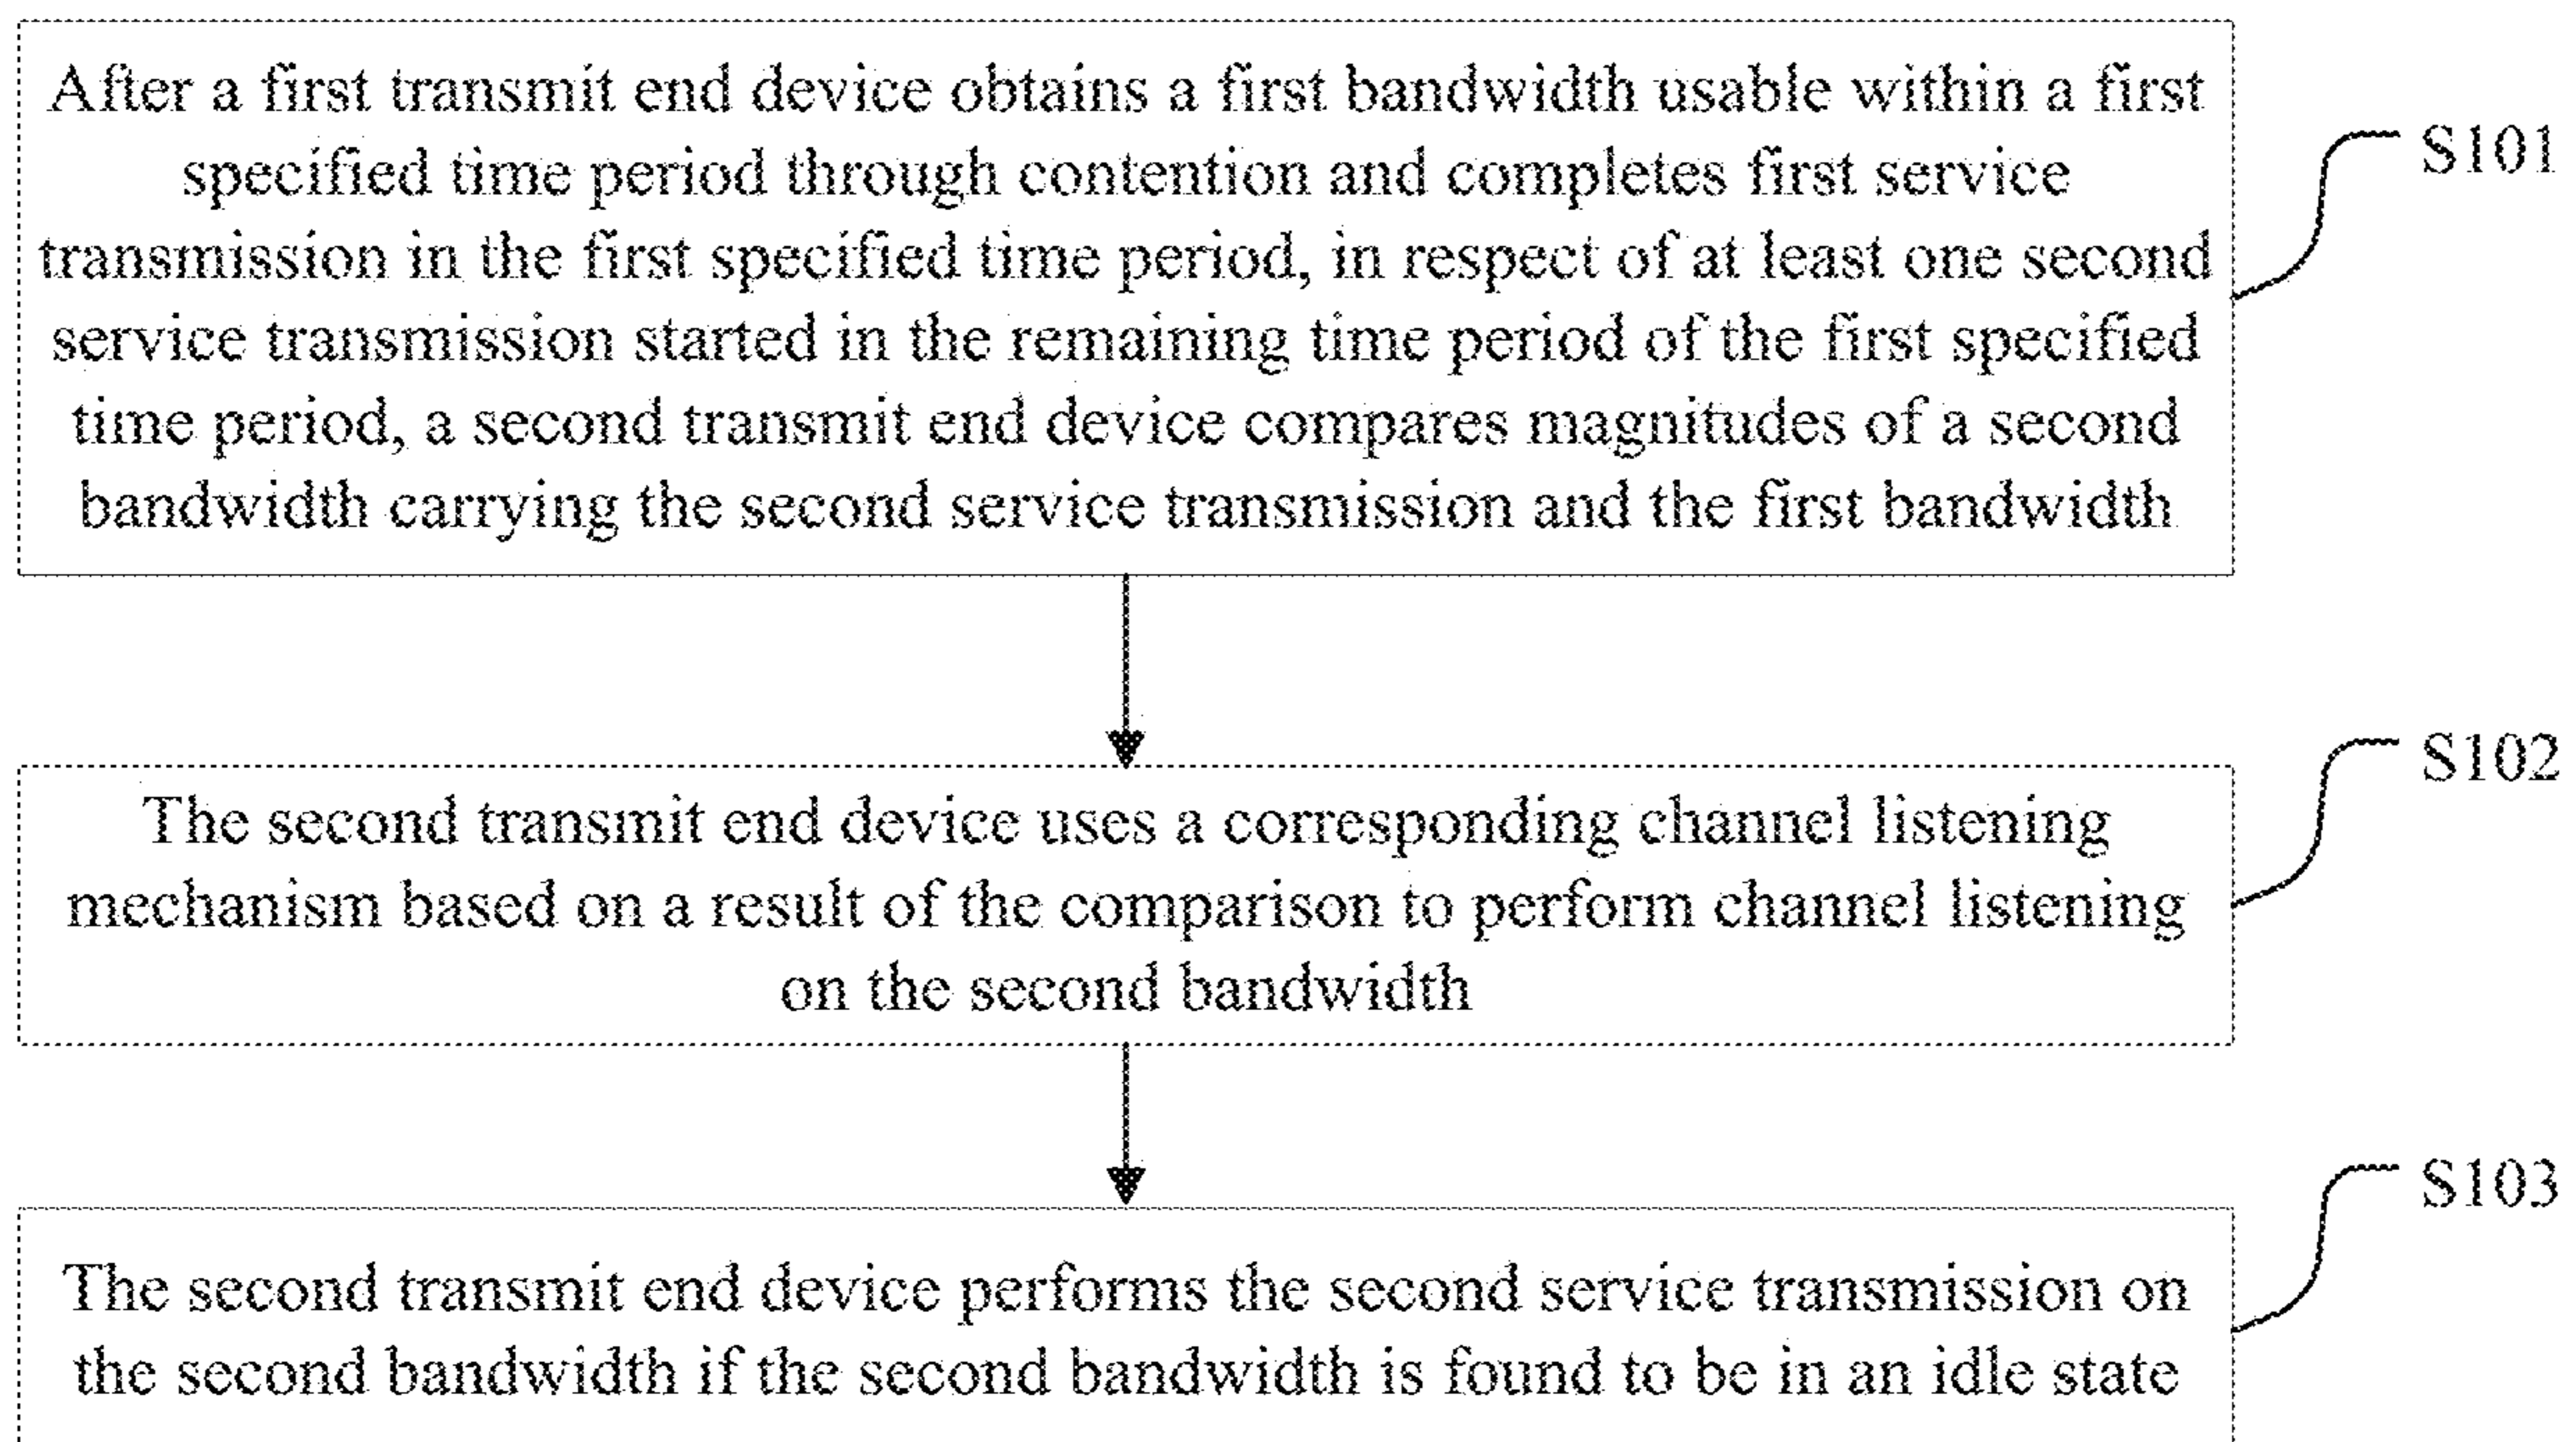 After a first transmit end device obtains a first bandwidth usable within a first
specified time period through contention and completes first service
transmission in the first specified time period, in respect of at least one second
service transmission started in the remaining time period of the first specified
time period, a second transmit end device compares magnitudes of a second
bandwidth carrying the second service transmission and the first bandwidth
S101
The second transmit end device uses a corresponding channel listening
mechanism based on a result of the comparison to perform channel listening
on the second bandwidth
S102
The second transmit end device performs the second service transmission on
the second bandwidth if the second bandwidth is found to be in an idle state
S103